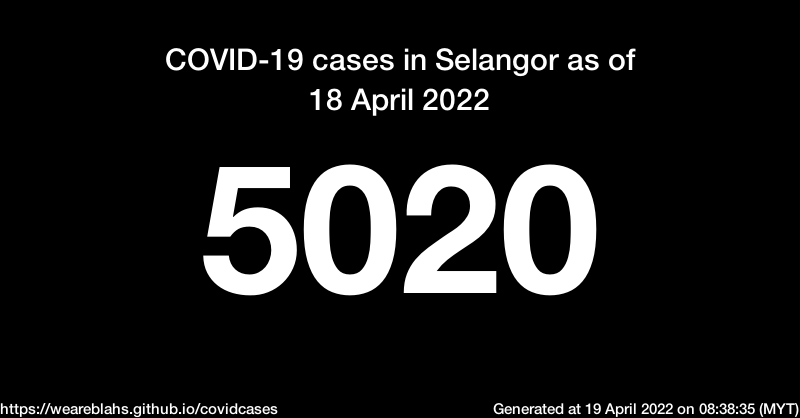 COVID-19 cases in Selangor as of
18 April 2022
5020
https://weareblahs.github.io/covidcases
Generated at 19 April 2022 on 08:38:35 (MYT)